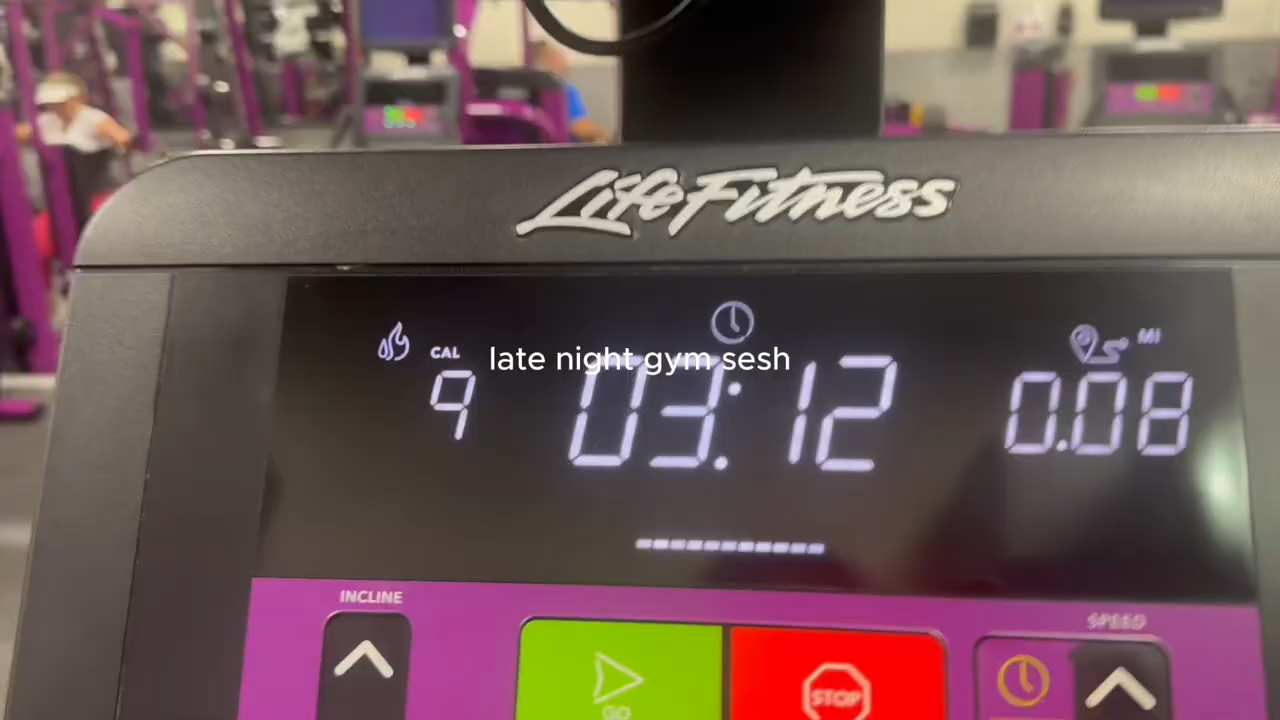 LifeFitness
CAL
MI
late night gym sesh
9
03:12
0.08
INCLINE
SPEED
GO
STOP